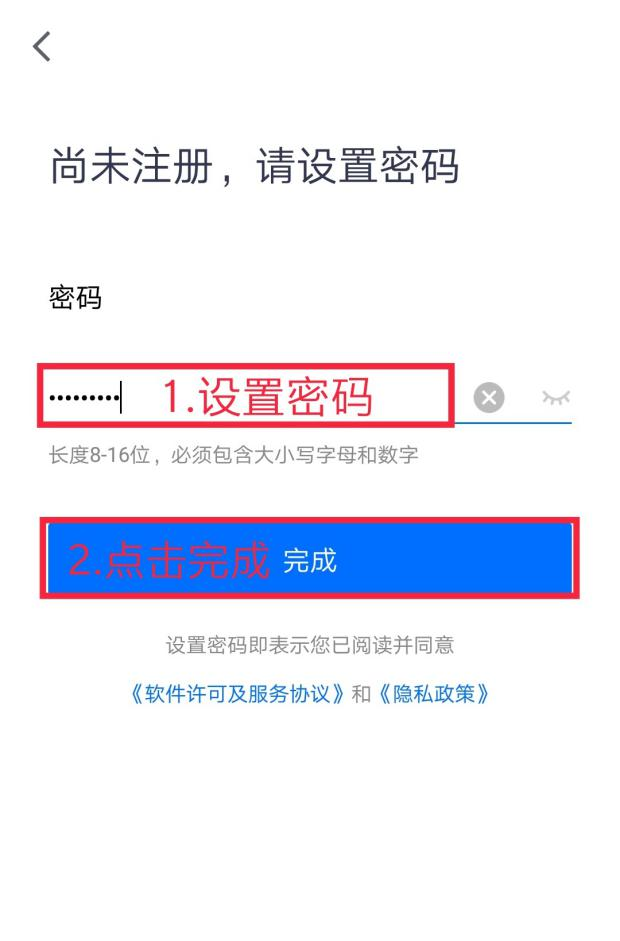 尚未注册，请设置密码
密码
••••••••• 1.设置密码
长度8-16位，必须包含大小写字母和数字
2.点击完成 完成
设置密码即表示您已阅读并同意
《软件许可及服务协议》和《隐私政策》